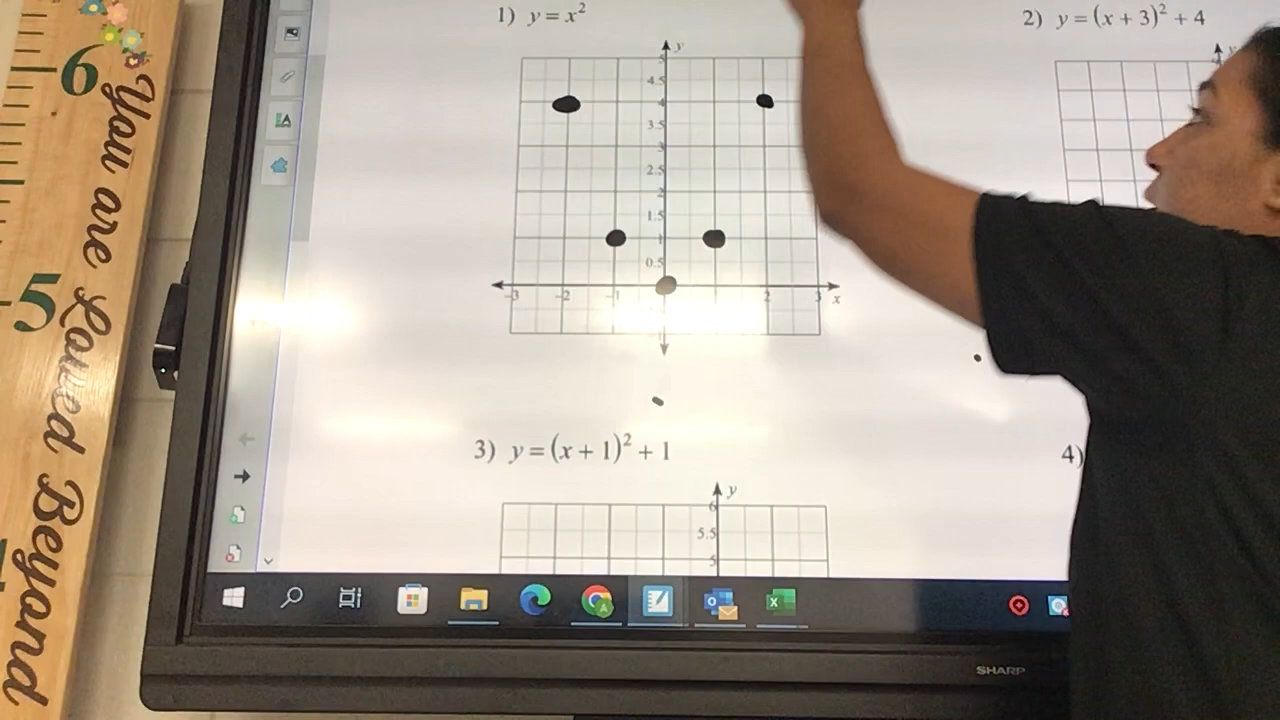 6
5
You are Loved Beyond
1) y = x²
y
5
4.5
4
3.5
3
2.5
2
1.5
1
0.5
-3 -2 -1 2 3 x
2) y = (x + 3)² + 4
y
3) y = (x + 1)² + 1
y
6
5.5
5
4)
SHARP